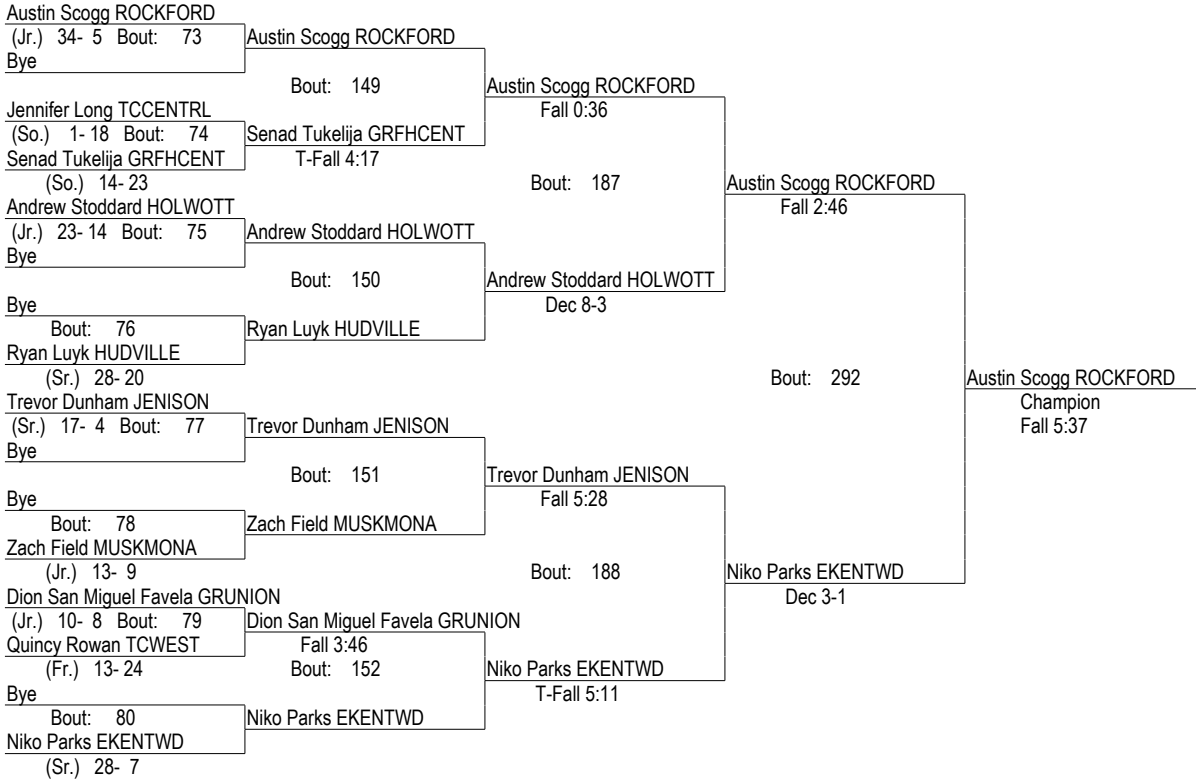 Austin Scogg ROCKFORD
(Jr.) 34- 5 Bout: 73
Austin Scogg ROCKFORD
Bye
Bout: 149
Austin Scogg ROCKFORD
Jennifer Long TCCENTRL
Fall 0:36
(So.) 1- 18 Bout: 74
Senad Tukelija GRFHCENT
Senad Tukelija GRFHCENT
T-Fall 4:17
(So.) 14- 23
Bout: 187
Austin Scogg ROCKFORD
Andrew Stoddard HOLWOTT
Fall 2:46
(Jr.) 23- 14 Bout: 75
Andrew Stoddard HOLWOTT
Bye
Bout: 150
Andrew Stoddard HOLWOTT
Bye
Dec 8-3
Bout: 76
Ryan Luyk HUDVILLE
Ryan Luyk HUDVILLE
(Sr.) 28- 20
Bout: 292
Austin Scogg ROCKFORD
Trevor Dunham JENISON
Champion
(Sr.) 17- 4 Bout: 77
Trevor Dunham JENISON
Fall 5:37
Bye
Bout: 151
Trevor Dunham JENISON
Bye
Fall 5:28
Bout: 78
Zach Field MUSKMONA
Zach Field MUSKMONA
(Jr.) 13- 9
Bout: 188
Niko Parks EKENTWD
Dion San Miguel Favela GRUNION
Dec 3-1
(Jr.) 10- 8 Bout: 79
Dion San Miguel Favela GRUNION
Quincy Rowan TCWEST
Fall 3:46
(Fr.) 13- 24
Bout: 152
Niko Parks EKENTWD
Bye
T-Fall 5:11
Bout: 80
Niko Parks EKENTWD
Niko Parks EKENTWD
(Sr.) 28- 7